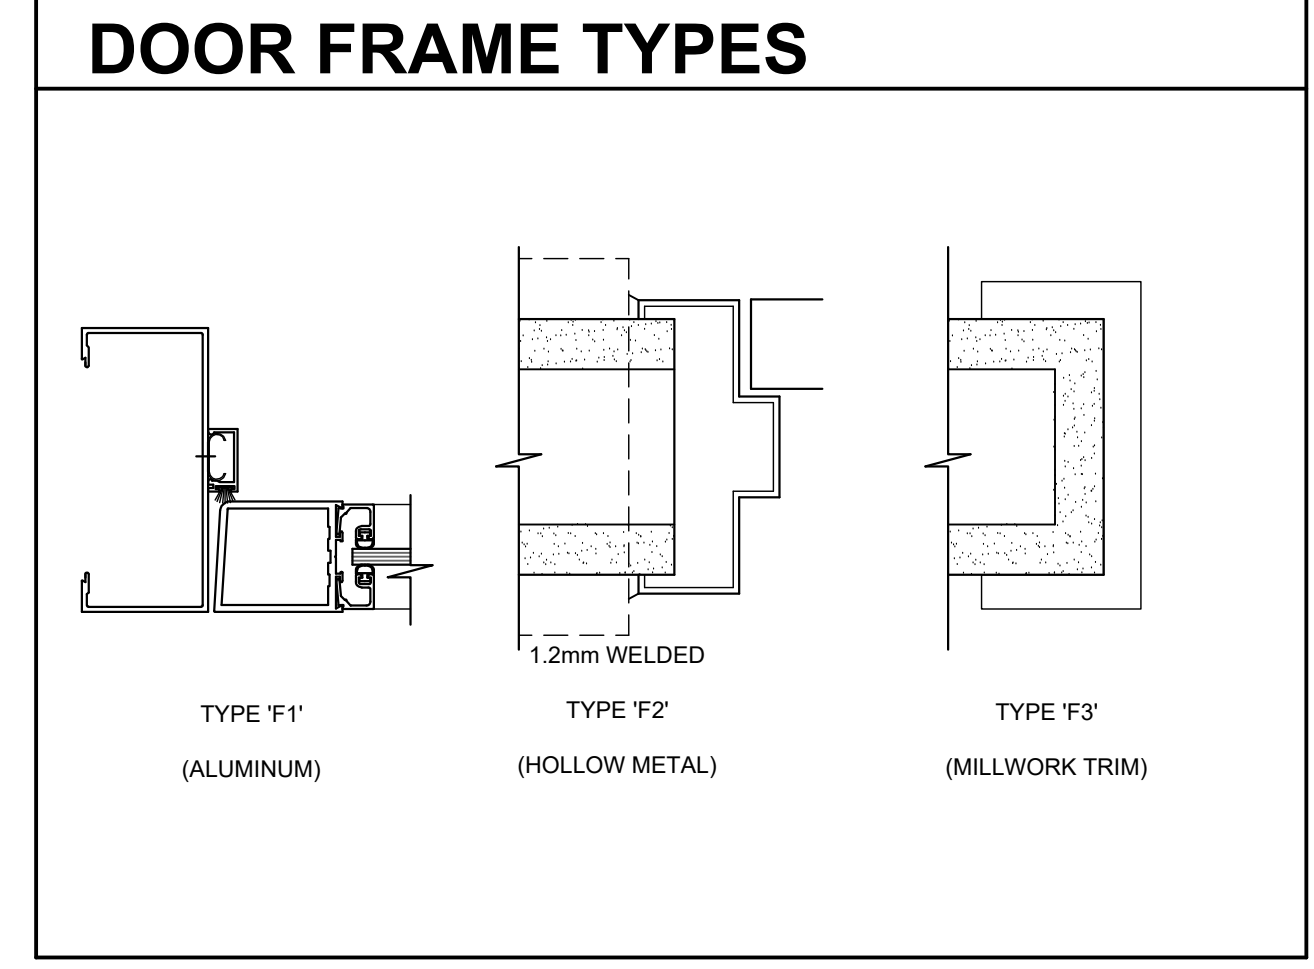 DOOR FRAME TYPES
1.2mm WELDED
TYPE 'F1'
(ALUMINUM)
TYPE 'F2'
(HOLLOW METAL)
TYPE 'F3'
(MILLWORK TRIM)